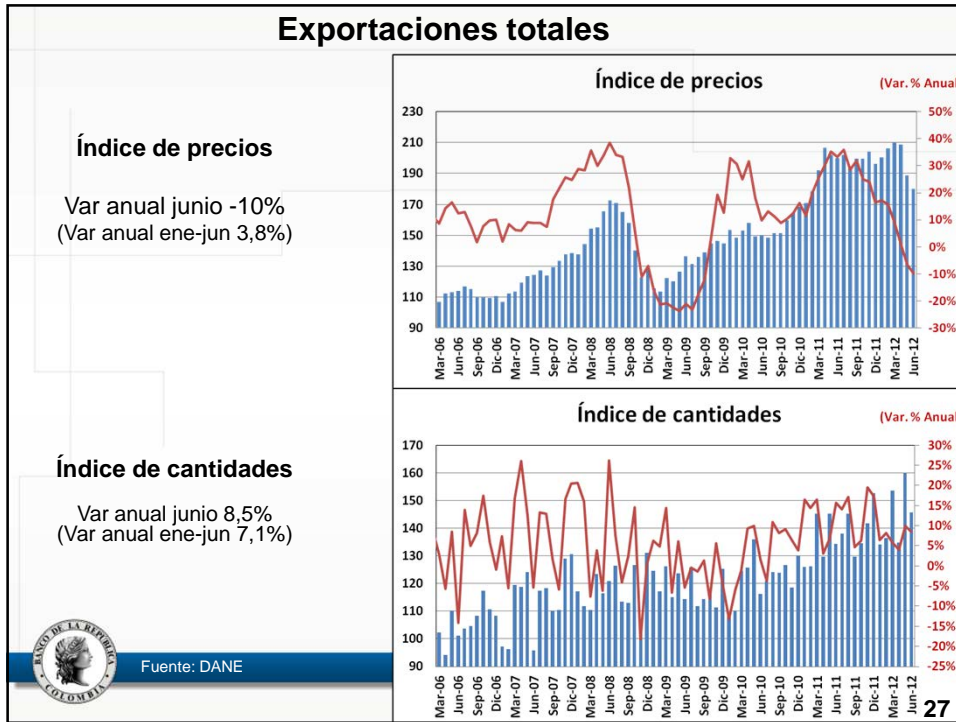 Exportaciones totales
Índice de precios
Var anual junio -10%
(Var anual ene-jun 3,8%)
Índice de cantidades
Var anual junio 8,5%
(Var anual ene-jun 7,1%)
Índice de precios
(Var. % Anual
230
210
190
170
150
130
110
90
50%
40%
30%
20%
10%
0%
-10%
-20%
-30%
Mar-06
Jun-06
Sep-06
Dic-06
Mar-07
Jun-07
Sep-07
Dic-07
Mar-08
Jun-08
Sep-08
Dic-08
Mar-09
Jun-09
Sep-09
Dic-09
Mar-10
Jun-10
Sep-10
Dic-10
Mar-11
Jun-11
Sep-11
Dic-11
Mar-12
Jun-12
Índice de cantidades
(Var. % Anual
170
160
150
140
130
120
110
100
90
30%
25%
20%
15%
10%
5%
0%
-5%
-10%
-15%
-20%
-25%
Mar-06
Jun-06
Sep-06
Dic-06
Mar-07
Jun-07
Sep-07
Dic-07
Mar-08
Jun-08
Sep-08
Dic-08
Mar-09
Jun-09
Sep-09
Dic-09
Mar-10
Jun-10
Sep-10
Dic-10
Mar-11
Jun-11
Sep-11
Dic-11
Mar-12
Jun-12
BANCO DE LA REPÚBLICA
COLOMBIA
Fuente: DANE
27